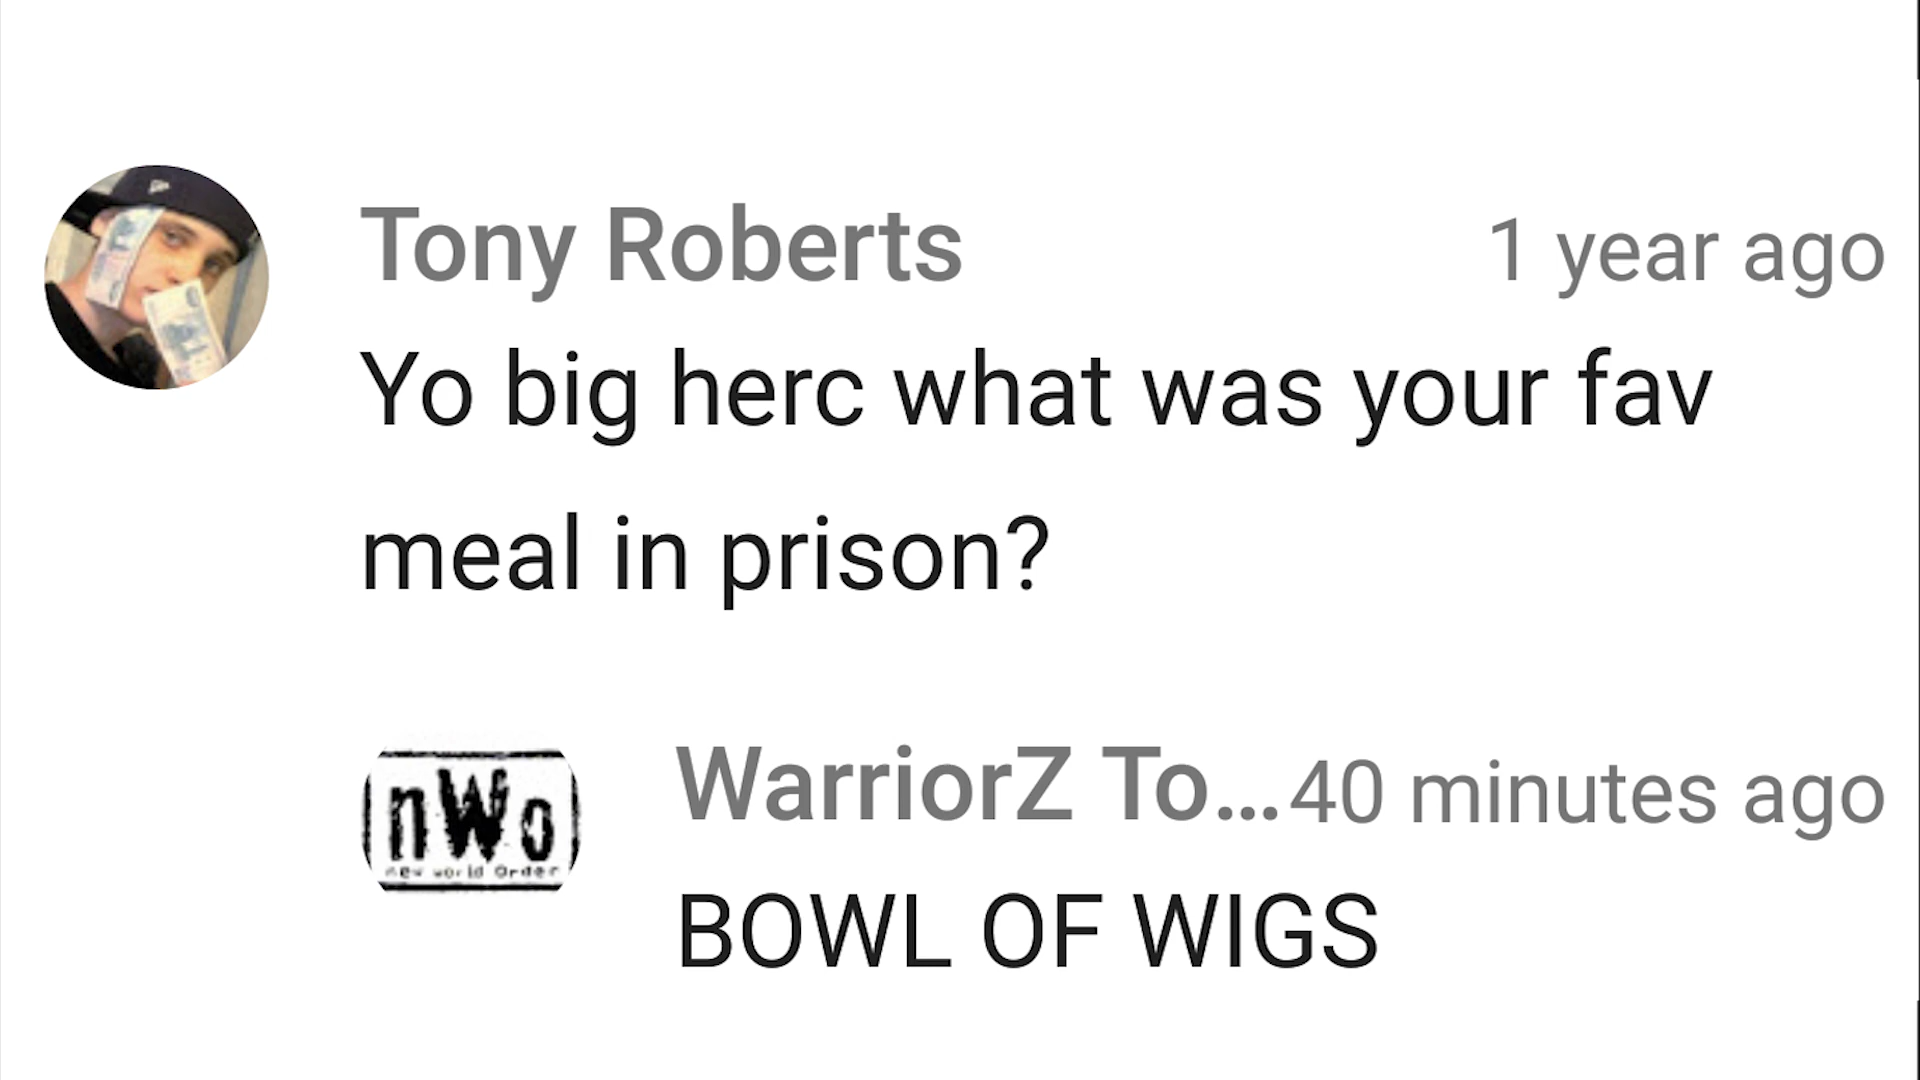 Tony Roberts 1 year ago
Yo big herc what was your fav
meal in prison?
WarriorZ To... 40 minutes ago
nWo
new world Order
BOWL OF WIGS